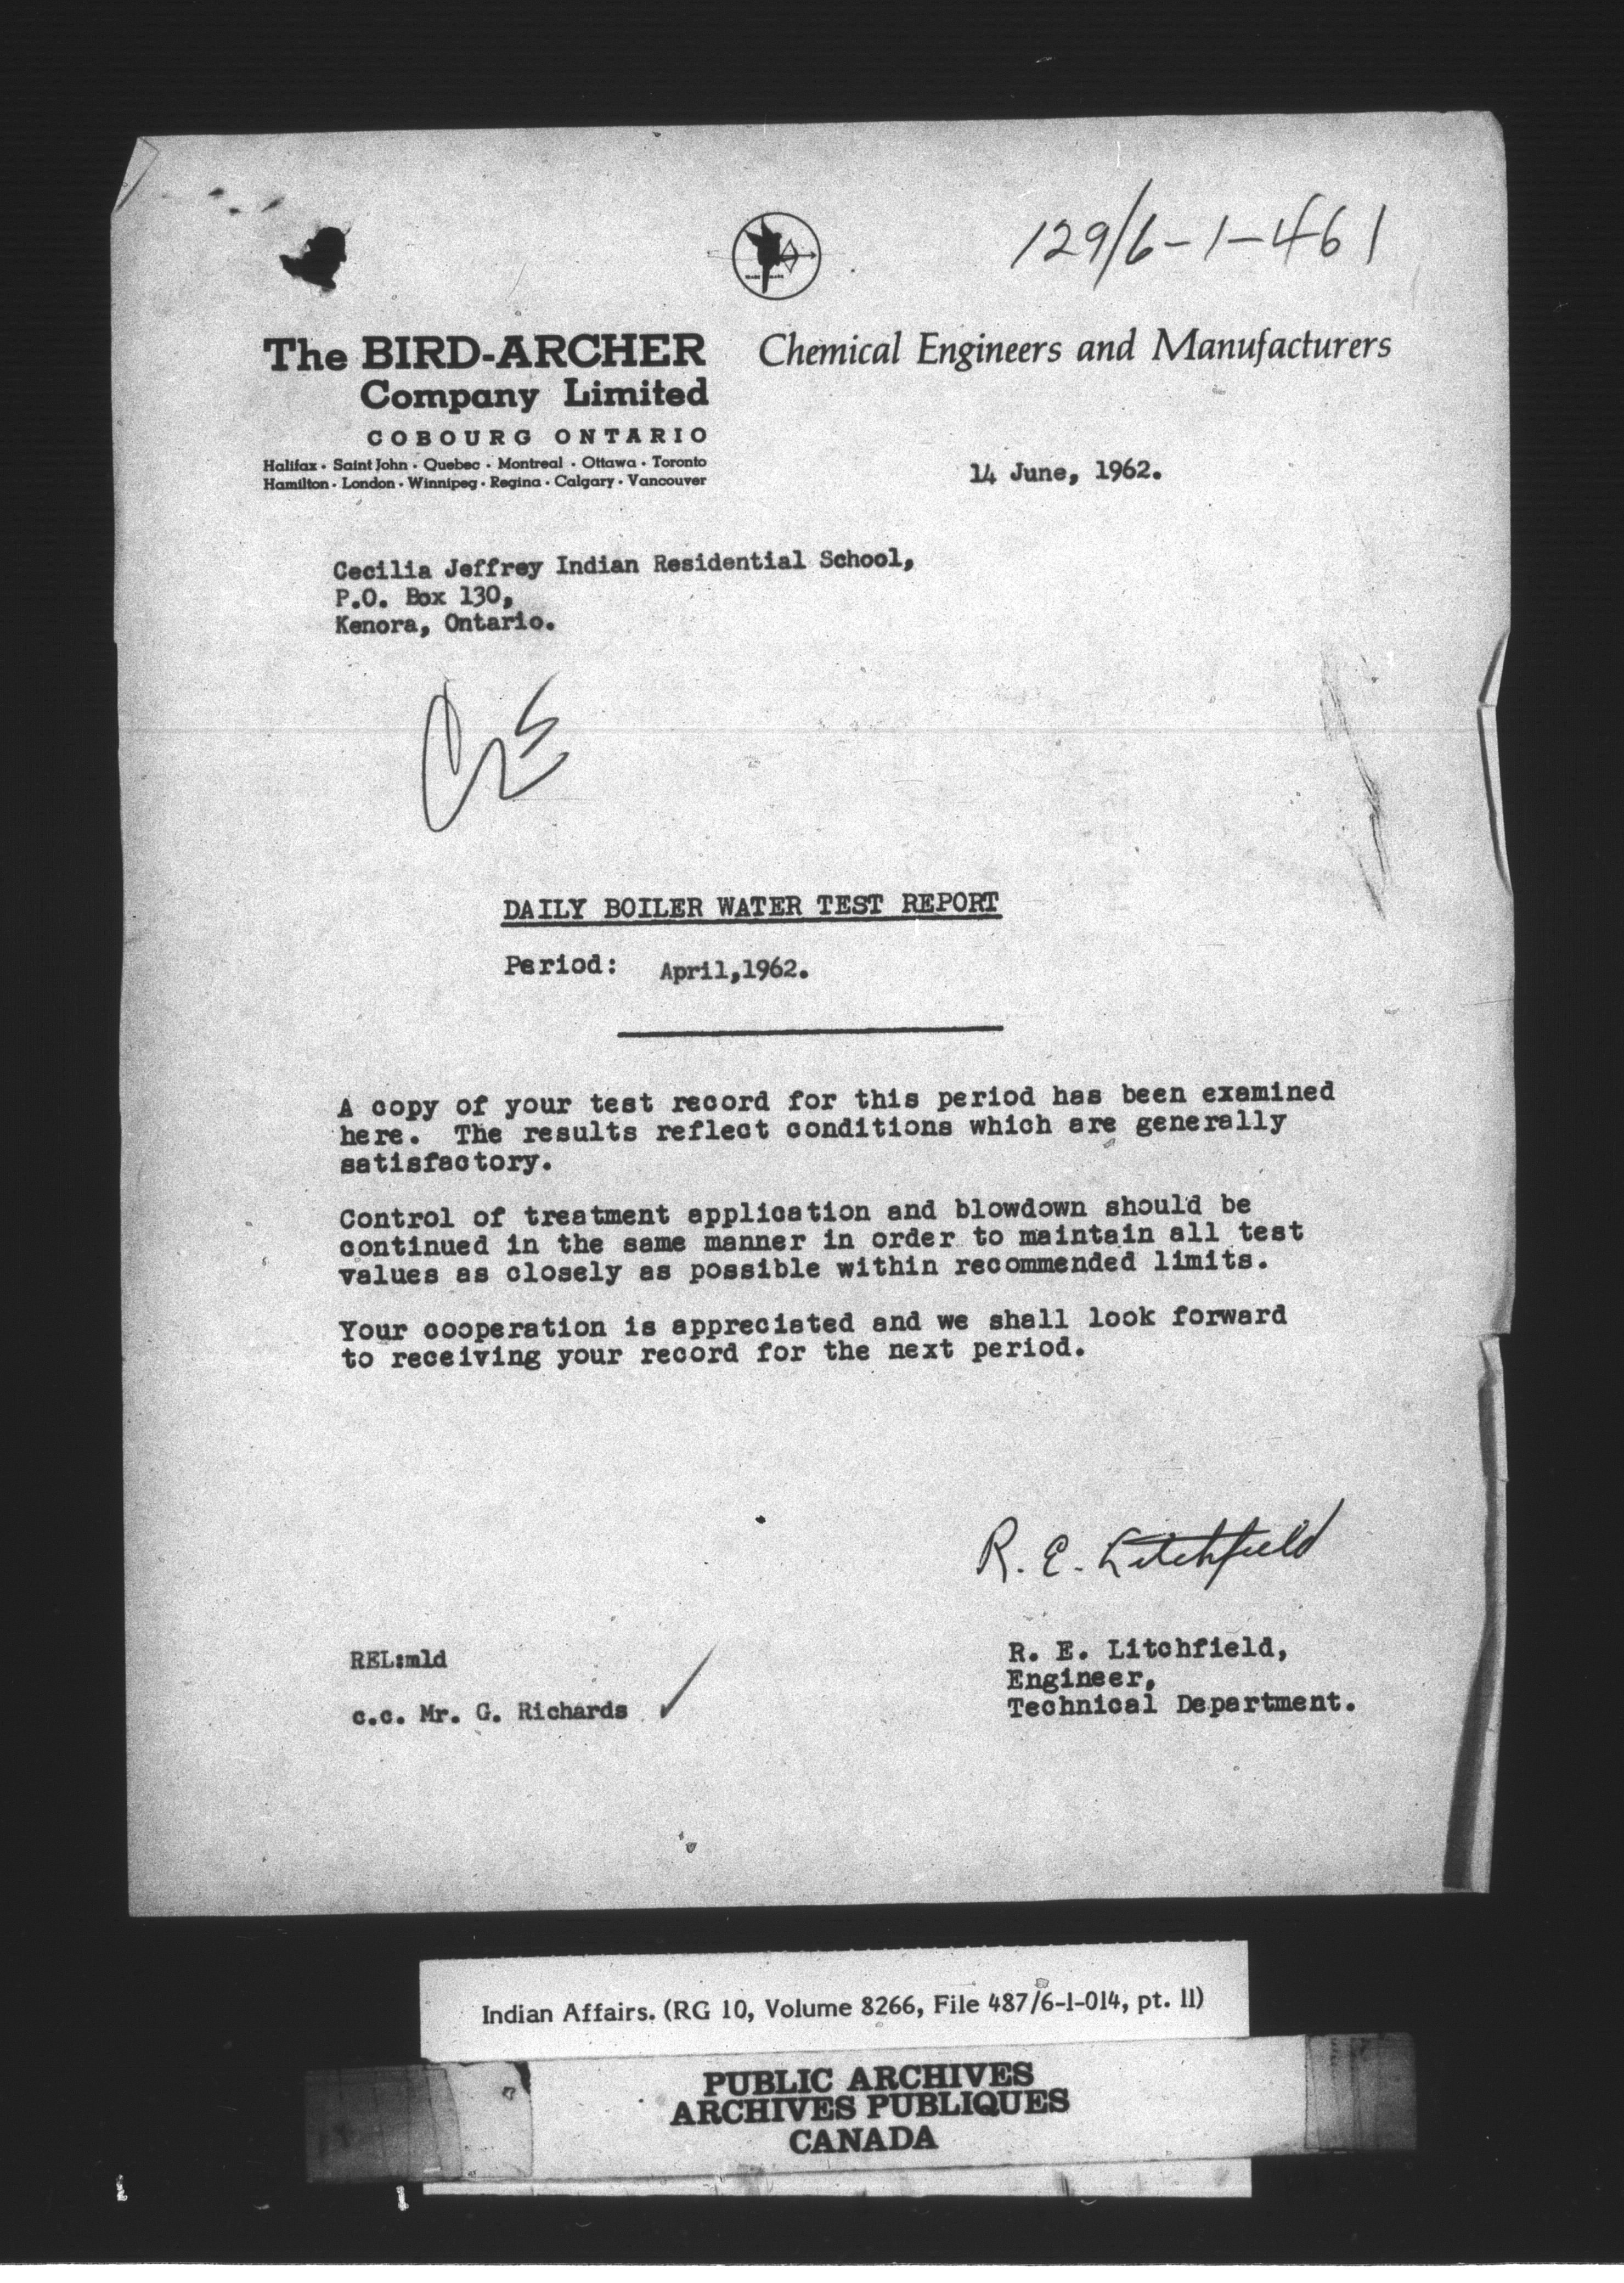 129/6-1-461
The BIRD-ARCHER
Company Limited
Chemical Engineers and Manufacturers
COBOURG ONTARIO
Halifax · Saint John · Quebec · Montreal · Ottawa · Toronto
Hamilton · London · Winnipeg · Regina · Calgary · Vancouver
14 June, 1962.
Cecilia Jeffrey Indian Residential School,
P.O. Box 130,
Kenora, Ontario.
DAILY BOILER WATER TEST REPORT
Period: April,1962.
A copy of your test record for this period has been examined
here. The results reflect conditions which are generally
satisfactory.
Control of treatment application and blowdown should be
continued in the same manner in order to maintain all test
values as closely as possible within recommended limits.
Your cooperation is appreciated and we shall look forward
to receiving your record for the next period.
R. E. Litchfield
R. E. Litchfield,
Engineer,
Technical Department.
REL:mld
c.c. Mr. G. Richards
Indian Affairs. (RG 10, Volume 8266, File 487/6-1-014, pt. 11)
PUBLIC ARCHIVES
ARCHIVES PUBLIQUES
CANADA